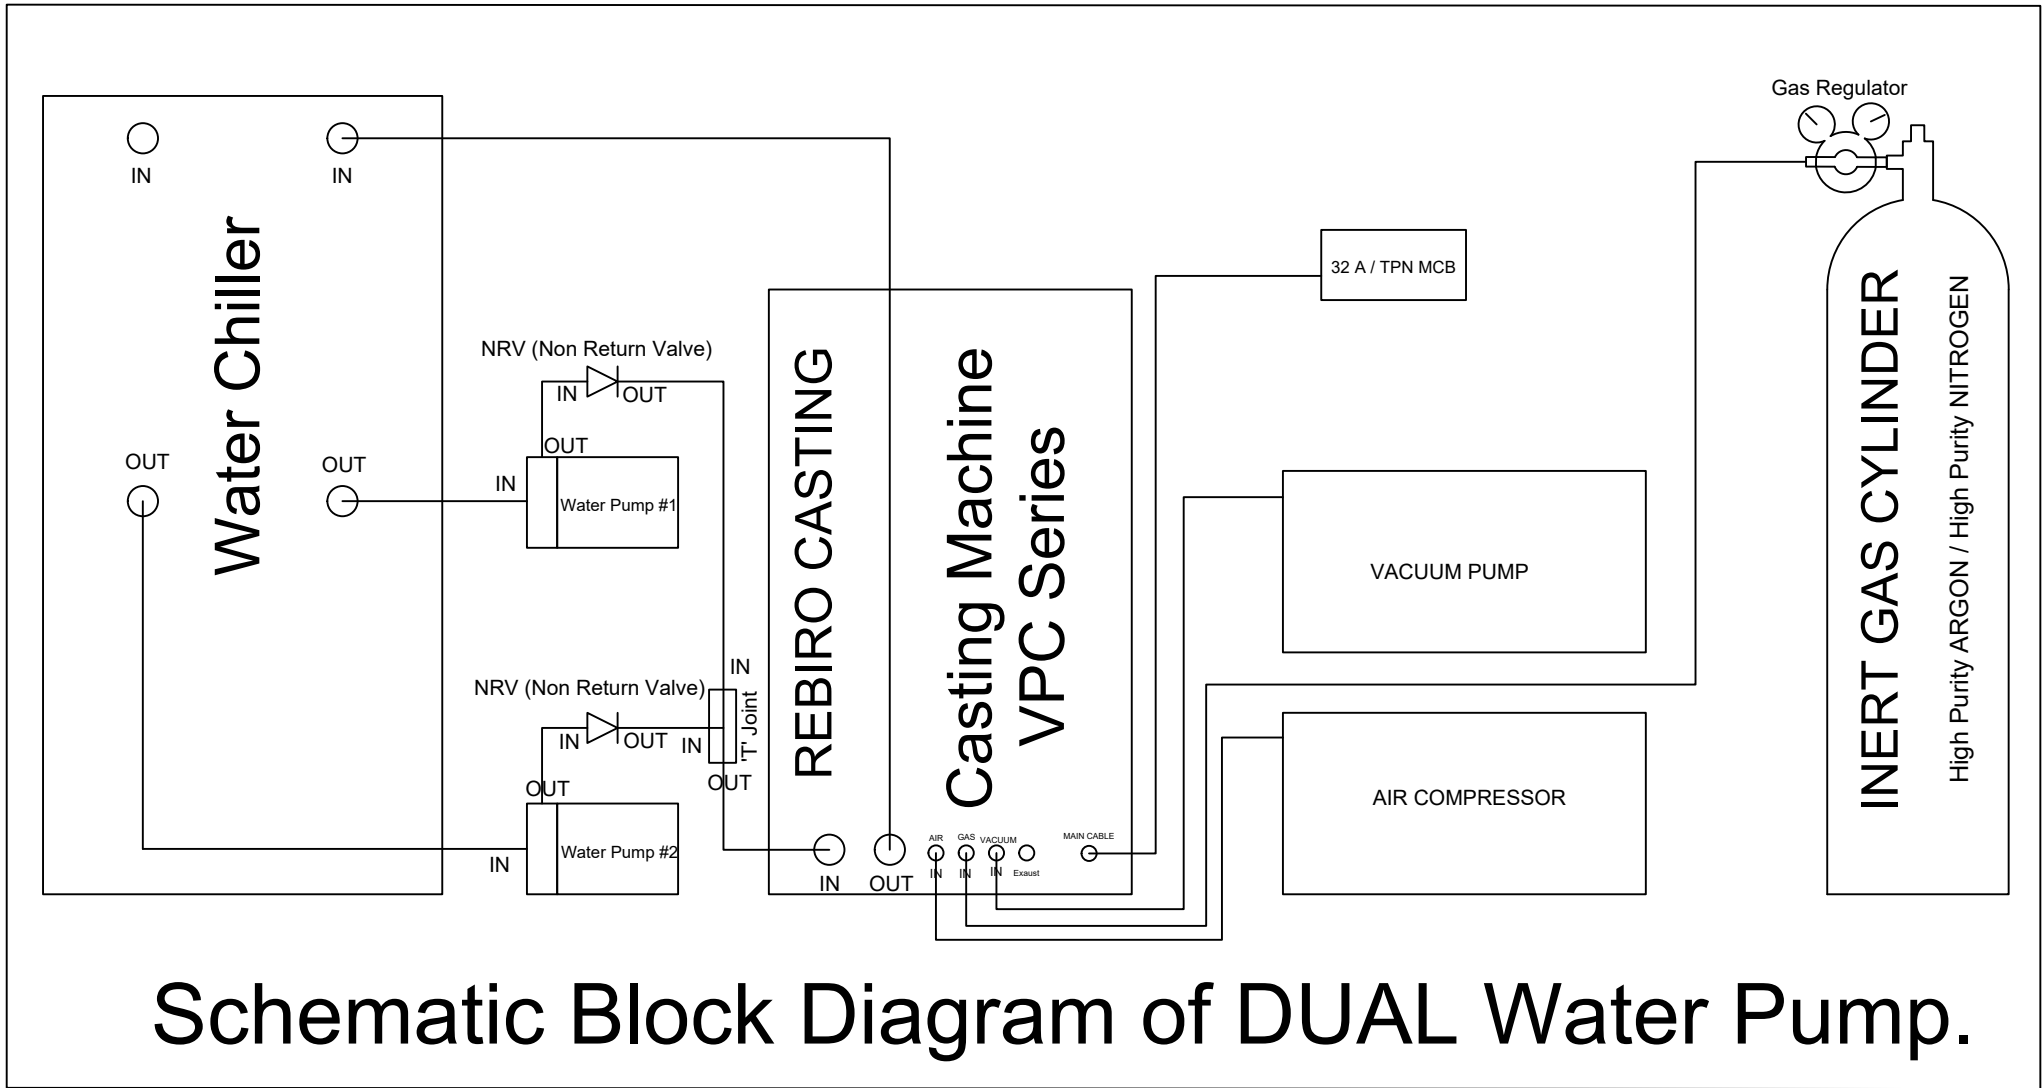 Gas Regulator
IN
IN
Water Chiller
OUT
OUT
NRV (Non Return Valve)
IN
OUT
OUT
IN
Water Pump #1
NRV (Non Return Valve)
IN
OUT
IN
IN
'T' Joint
OUT
OUT
IN
Water Pump #2
REBIRO CASTING
Casting Machine
VPC Series
IN
OUT
AIR
IN
GAS
IN
VACUUM
IN
Exaust
MAIN CABLE
32 A / TPN MCB
VACUUM PUMP
AIR COMPRESSOR
INERT GAS CYLINDER
High Purity ARGON / High Purity NITROGEN
Schematic Block Diagram of DUAL Water Pump.